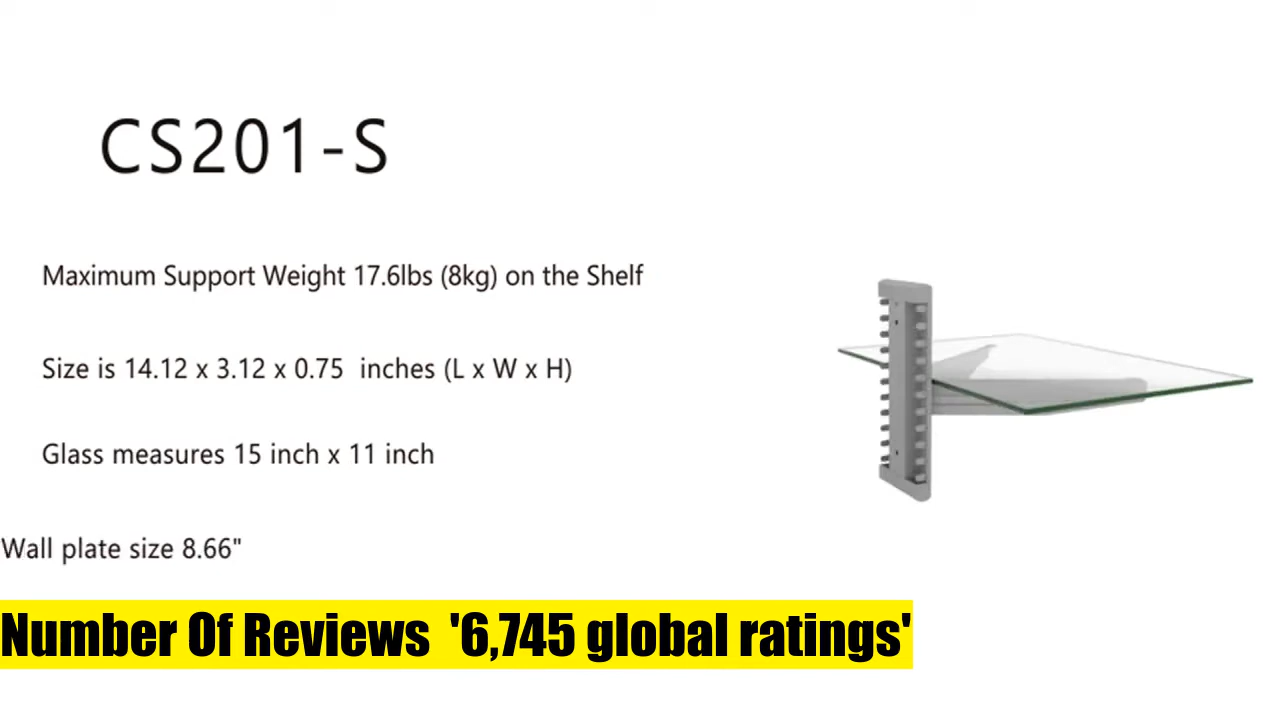 CS201-S
Maximum Support Weight 17.6lbs (8kg) on the Shelf
Size is 14.12 x 3.12 x 0.75  inches (L x W x H)
Glass measures 15 inch x 11 inch
Wall plate size 8.66"
Number Of Reviews  '6,745 global ratings'